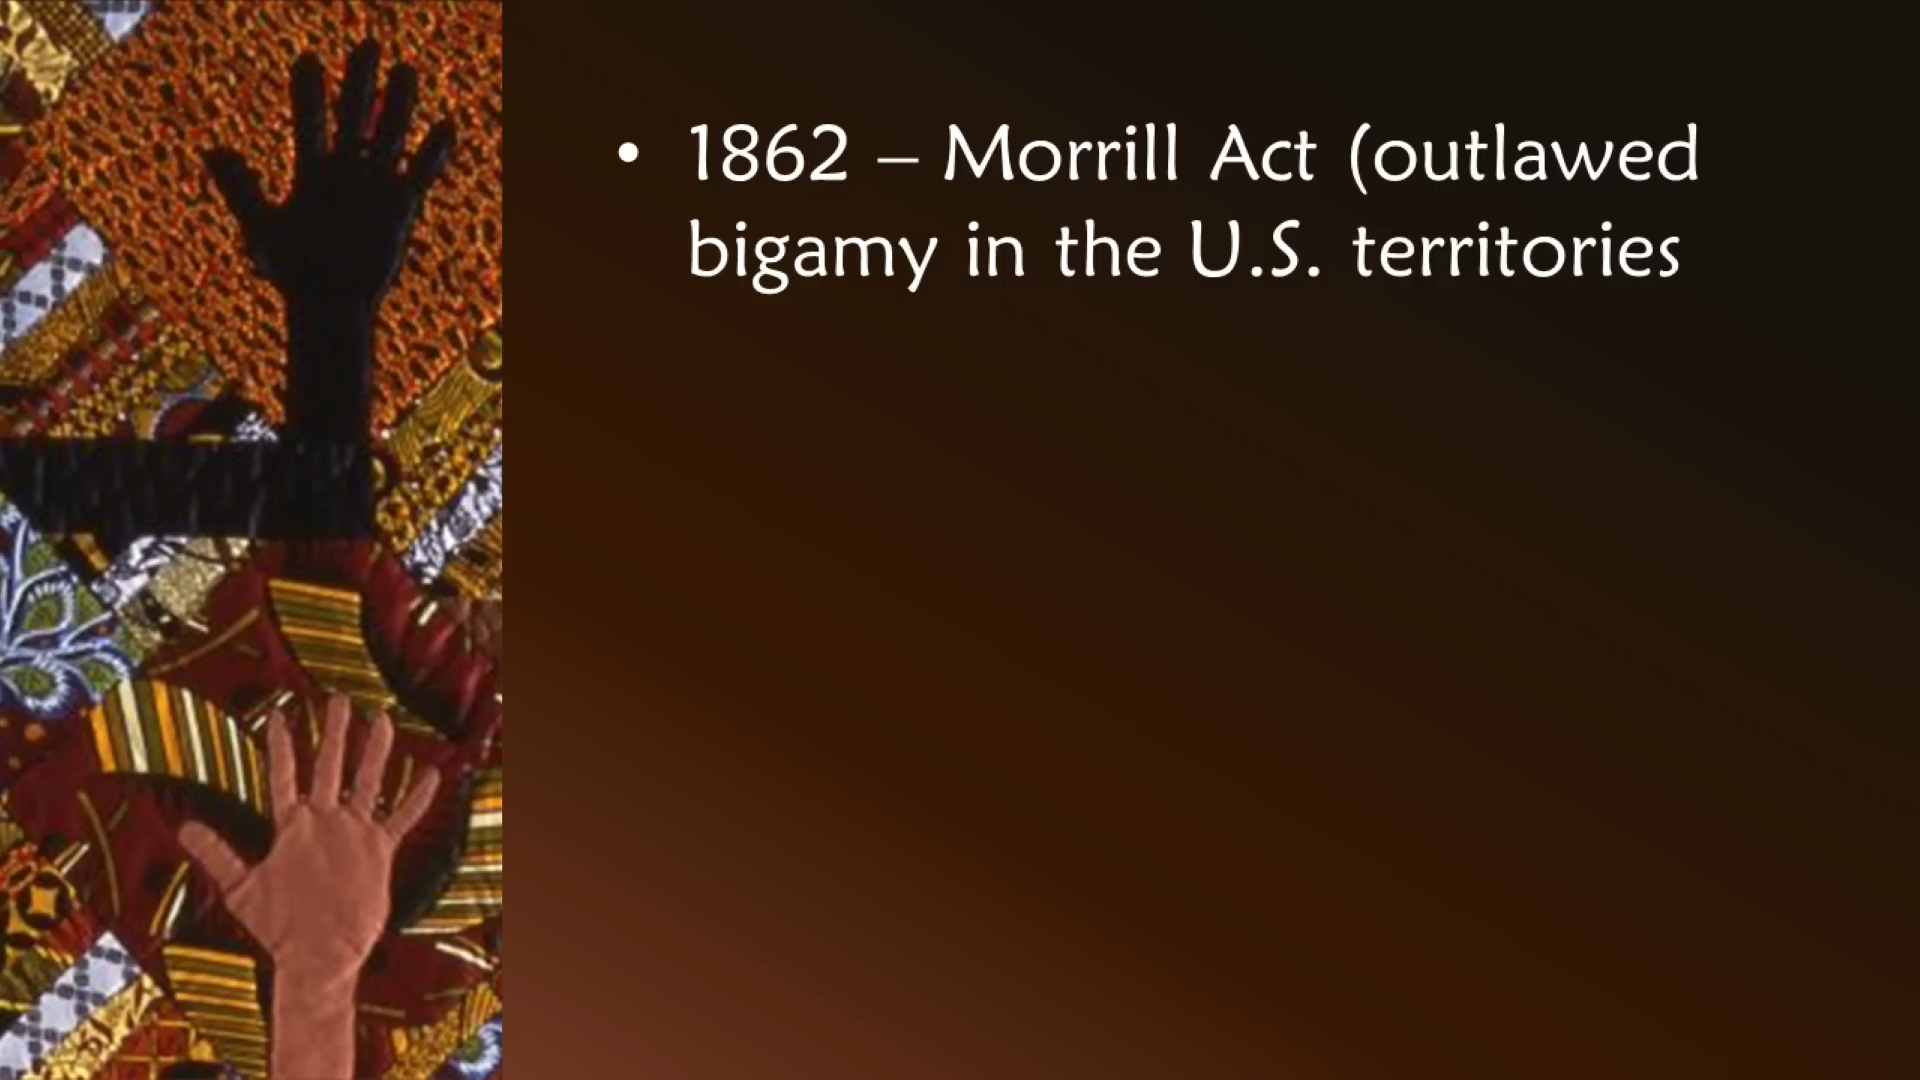 • 1862 – Morrill Act (outlawed
bigamy in the U.S. territories